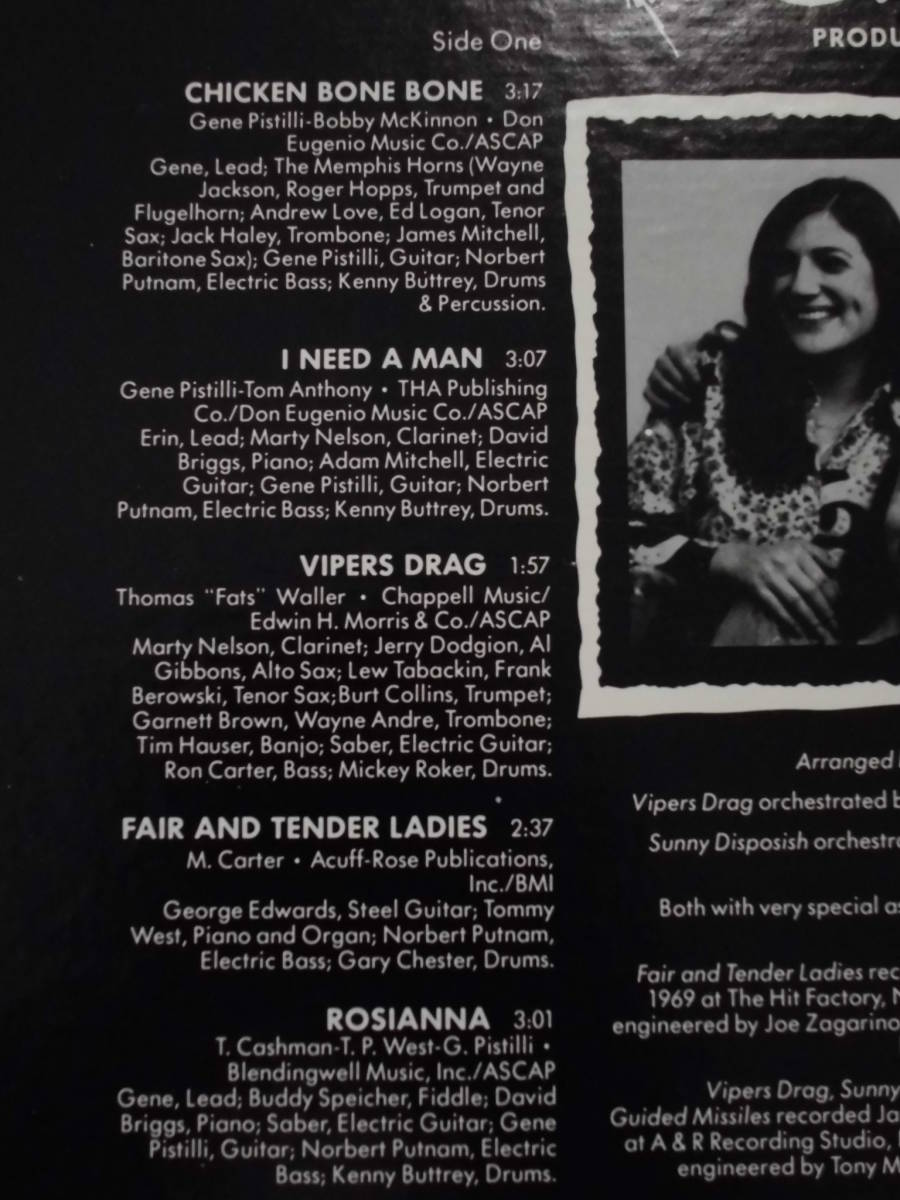 Side One
CHICKEN BONE BONE 3:17
Gene Pistilli-Bobby McKinnon • Don
Eugenio Music Co./ASCAP
Gene, Lead; The Memphis Horns (Wayne
Jackson, Roger Hopps, Trumpet and
Flugelhorn; Andrew Love, Ed Logan, Tenor
Sax; Jack Haley, Trombone; James Mitchell,
Baritone Sax); Gene Pistilli, Guitar; Norbert
Putnam, Electric Bass; Kenny Buttrey, Drums
& Percussion.
I NEED A MAN 3:07
Gene Pistilli-Tom Anthony • THA Publishing
Co./Don Eugenio Music Co./ASCAP
Erin, Lead; Marty Nelson, Clarinet; David
Briggs, Piano; Adam Mitchell, Electric
Guitar; Gene Pistilli, Guitar; Norbert
Putnam, Electric Bass; Kenny Buttrey, Drums.
VIPERS DRAG 1:57
Thomas "Fats" Waller • Chappell Music/
Edwin H. Morris & Co./ASCAP
Marty Nelson, Clarinet; Jerry Dodgion, Al
Gibbons, Alto Sax; Lew Tabackin, Frank
Berowski, Tenor Sax;Burt Collins, Trumpet;
Garnett Brown, Wayne Andre, Trombone;
Tim Hauser, Banjo; Saber, Electric Guitar;
Ron Carter, Bass; Mickey Roker, Drums.
FAIR AND TENDER LADIES 2:37
M. Carter • Acuff-Rose Publications,
Inc./BMI
George Edwards, Steel Guitar; Tommy
West, Piano and Organ; Norbert Putnam,
Electric Bass; Gary Chester, Drums.
ROSIANNA 3:01
T. Cashman-T. P. West-G. Pistilli •
Blendingwell Music, Inc./ASCAP
Gene, Lead; Buddy Speicher, Fiddle; David
Briggs, Piano; Saber, Electric Guitar; Gene
Pistilli, Guitar; Norbert Putnam, Electric
Bass; Kenny Buttrey, Drums.
PRODU
Arranged
Vipers Drag orchestrated b
Sunny Disposish orchestra
Both with very special as
Fair and Tender Ladies rec
1969 at The Hit Factory, N
engineered by Joe Zagarino
Vipers Drag, Sunny
Guided Missiles recorded Ja
at A & R Recording Studio,
engineered by Tony M